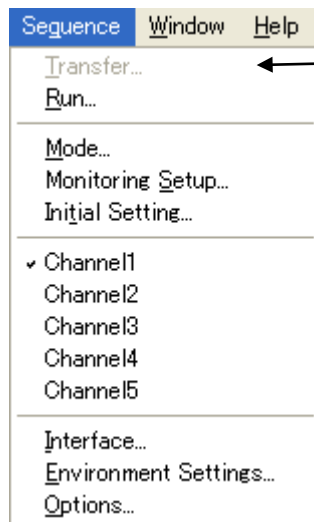 Sequence Window Help
Transfer...
Run...
Mode...
Monitoring Setup...
Initial Setting...
Channel1
Channel2
Channel3
Channel4
Channel5
Interface...
Environment Settings...
Options...